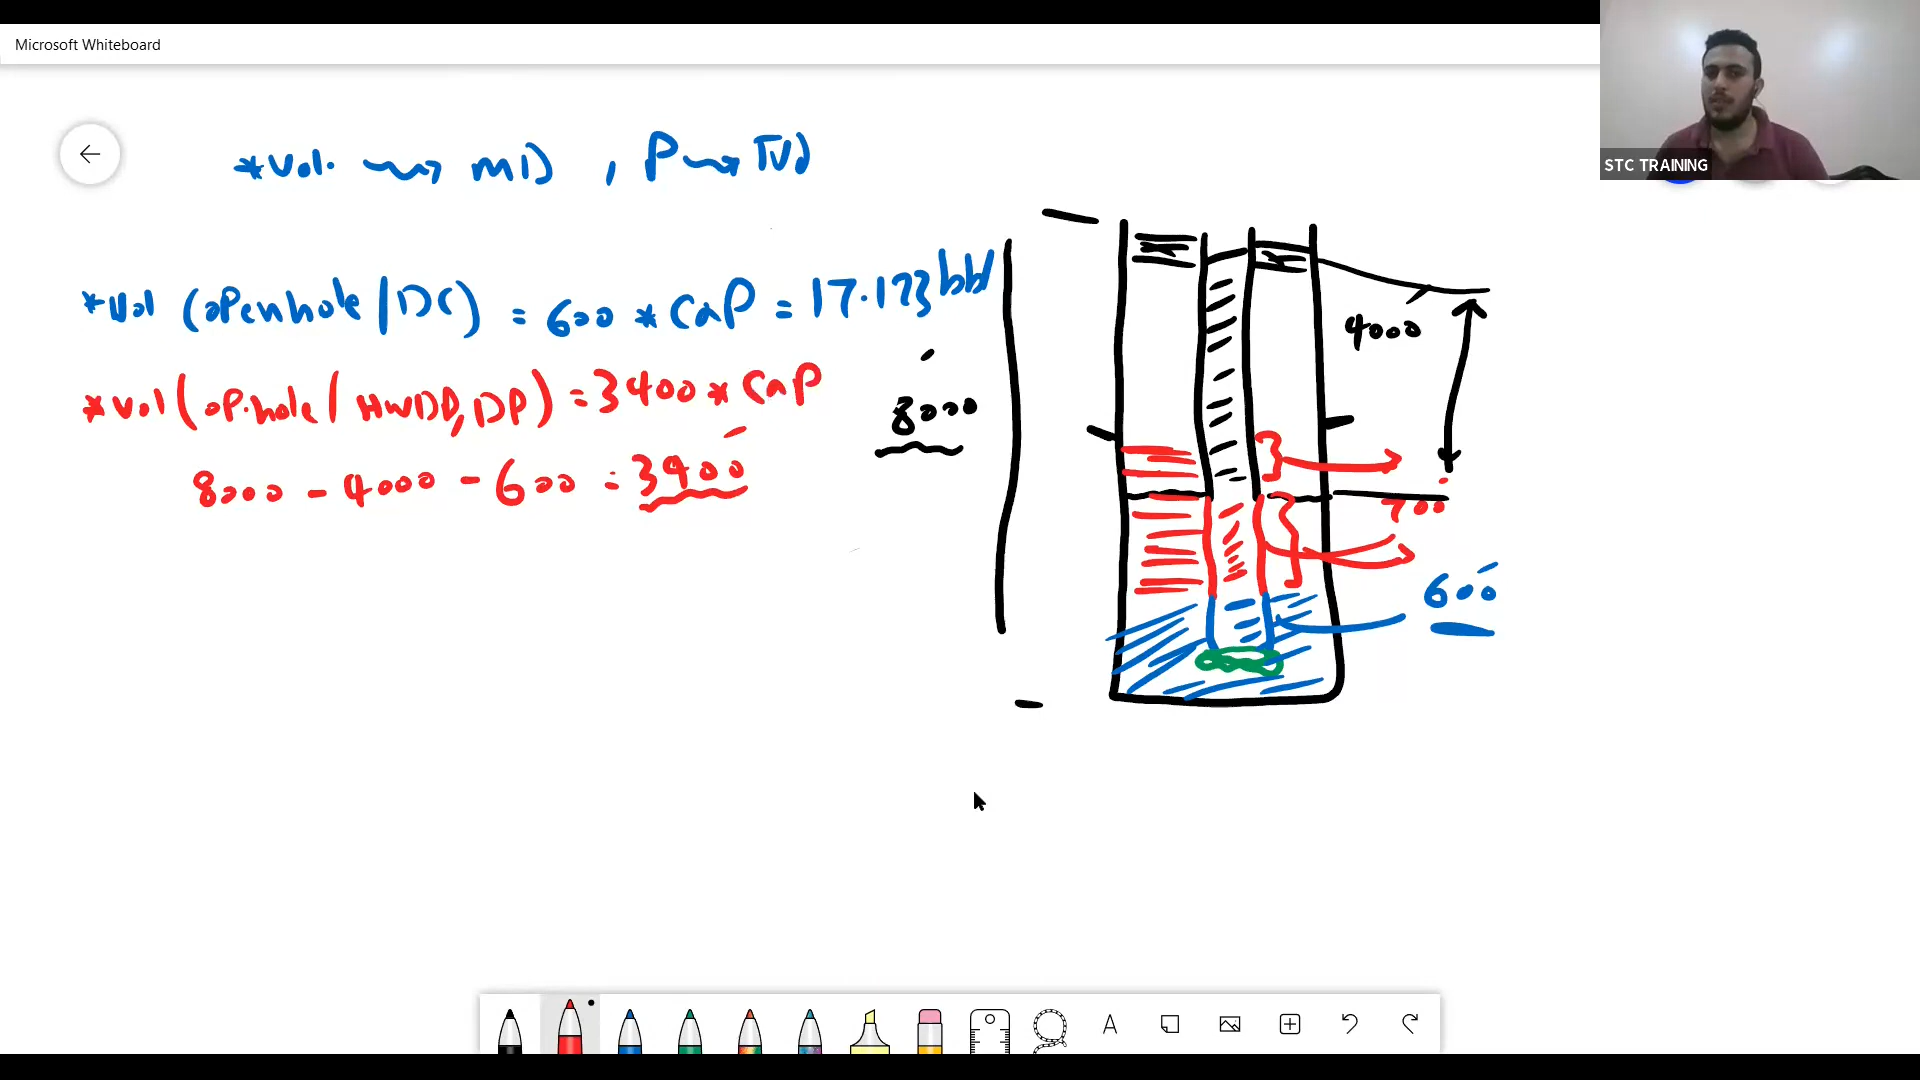 Microsoft Whiteboard
STC TRAINING
*Vol. → MD , P → TVD
*Vol (openhole/DC) = 600 * Cap = 17.173 bbl
*Vol (op.hole/HWDP,DP) = 3400 * Cap
8000 - 4000 - 600 = 3400'
8000'
4000
700'
600'
A